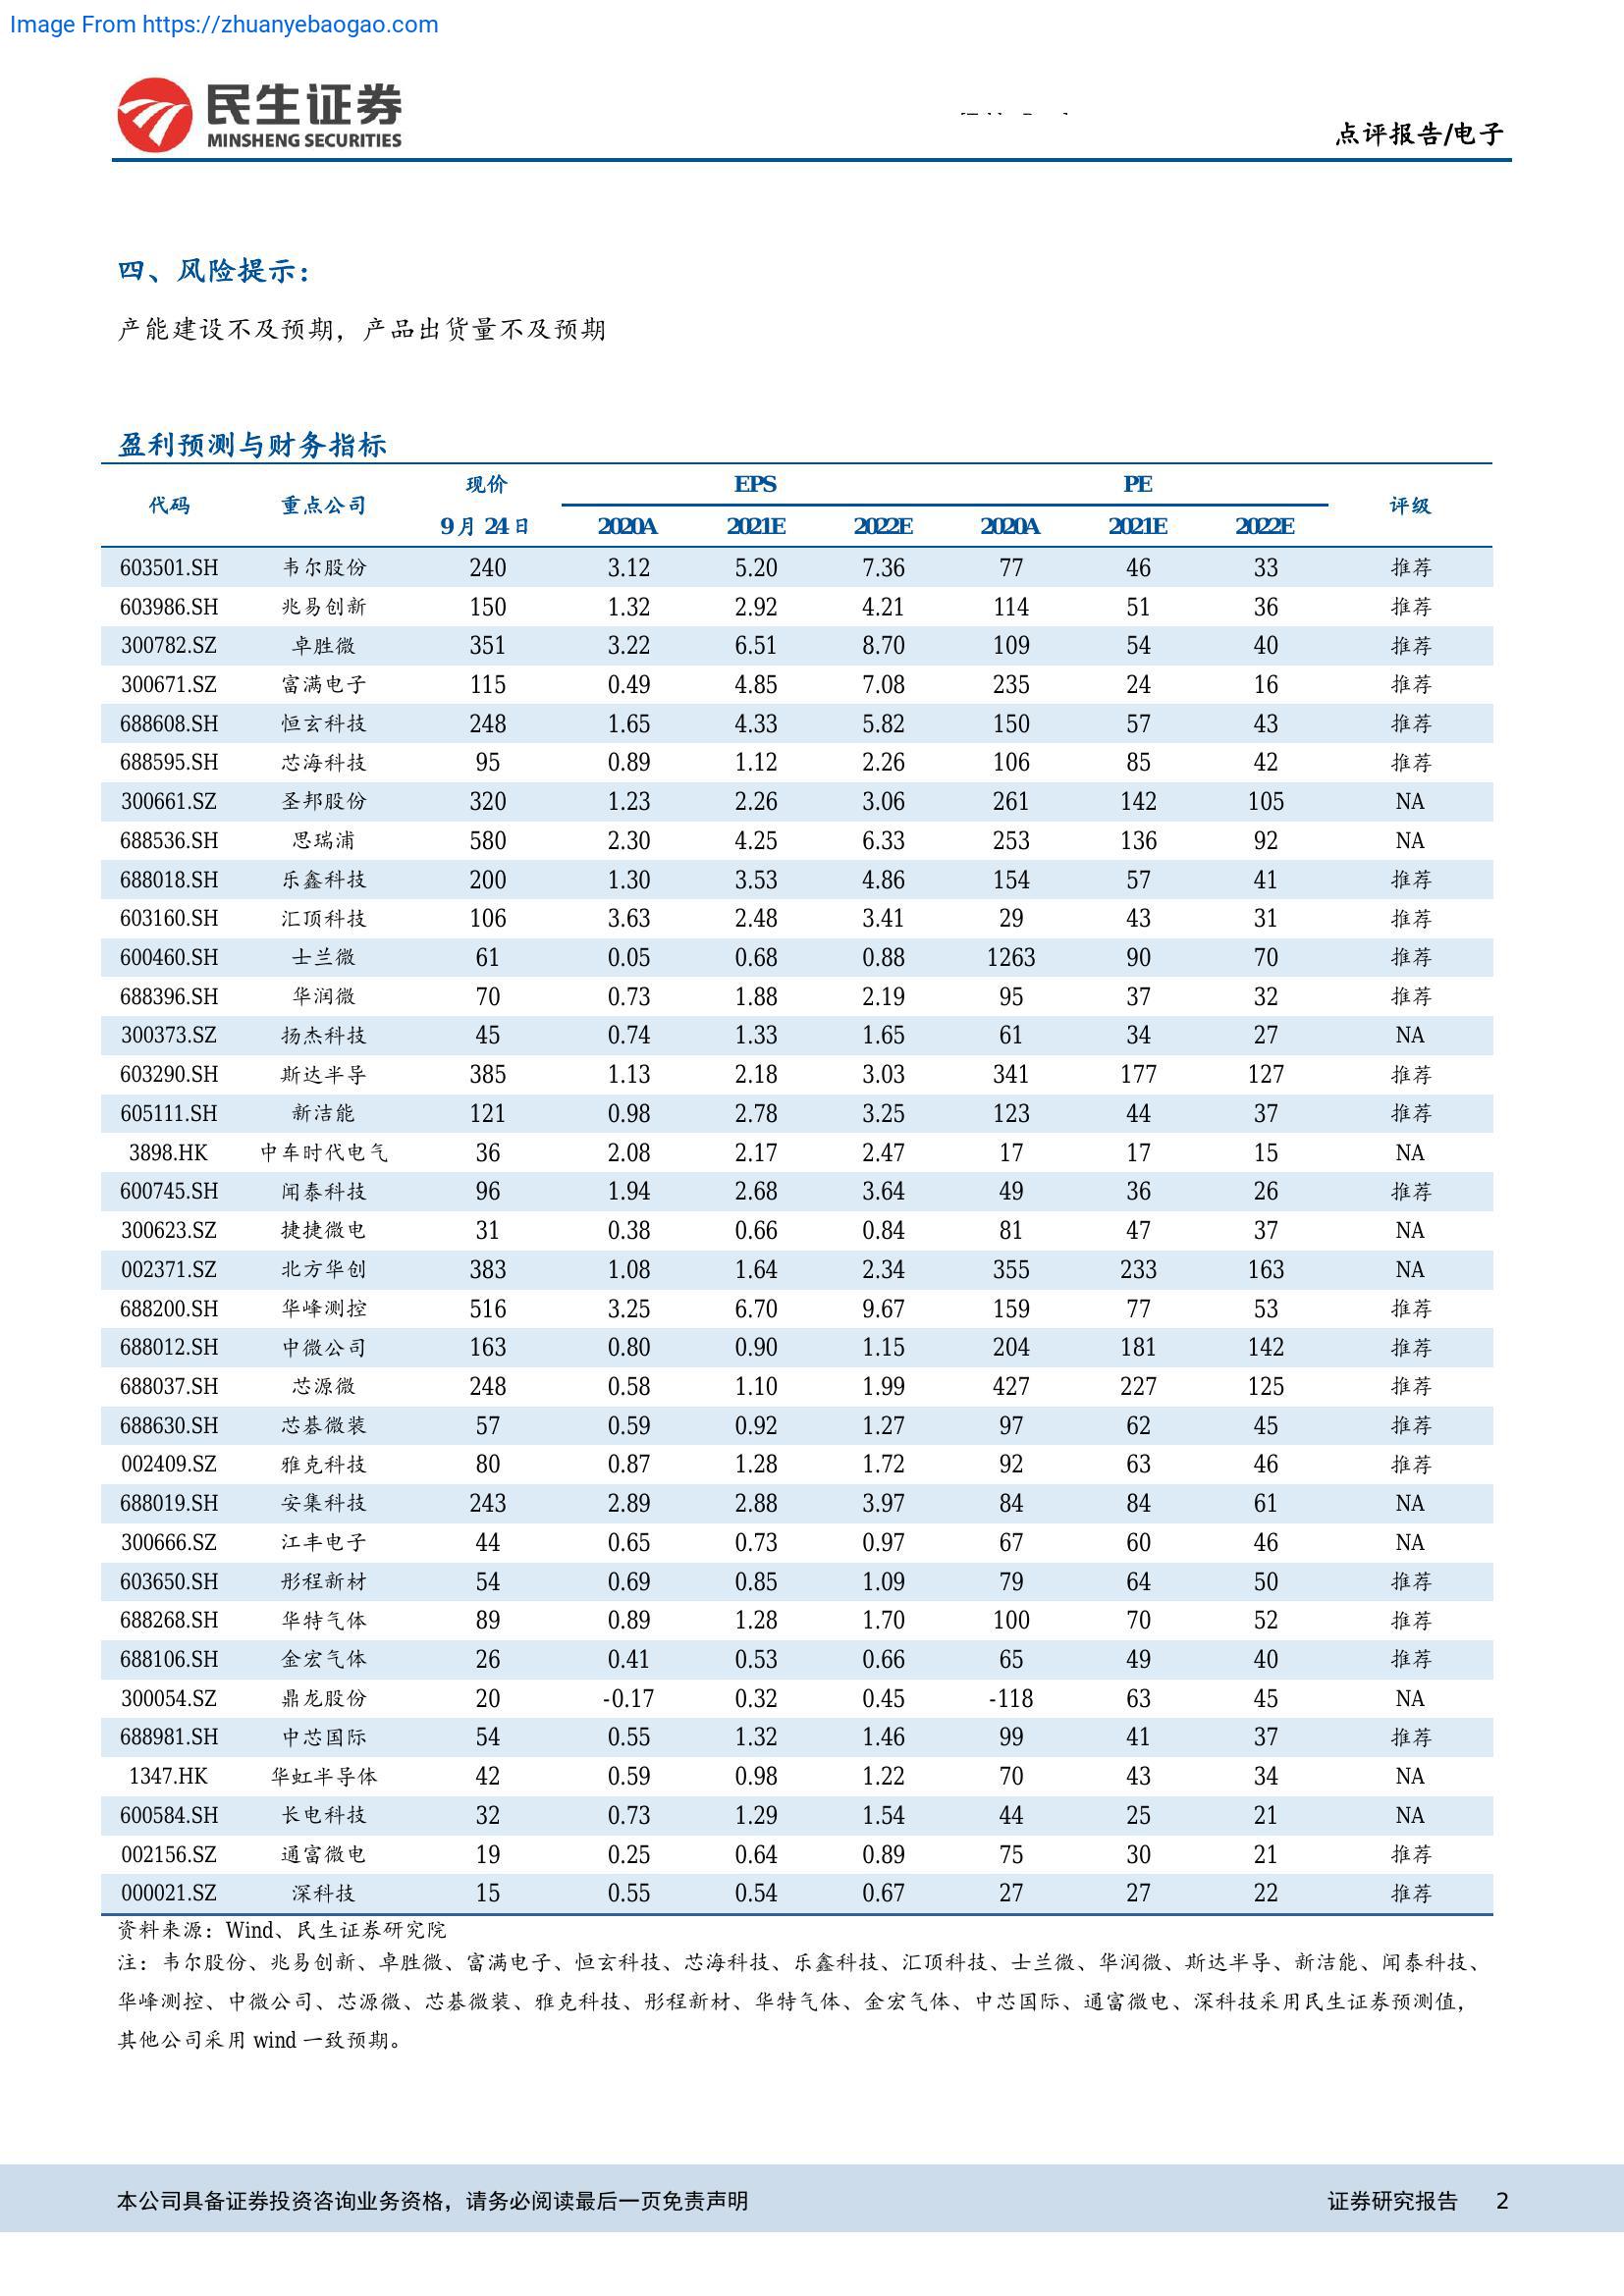 Image From https://zhuanyebaogao.com
民生证券
MINSHENG SECURITIES
点评报告/电子
四、风险提示：
产能建设不及预期，产品出货量不及预期
盈利预测与财务指标
代码 重点公司 现价 EPS PE 评级
9月24日 2020A 2021E 2022E 2020A 2021E 2022E
603501.SH 韦尔股份 240 3.12 5.20 7.36 77 46 33 推荐
603986.SH 兆易创新 150 1.32 2.92 4.21 114 51 36 推荐
300782.SZ 卓胜微 351 3.22 6.51 8.70 109 54 40 推荐
300671.SZ 富满电子 115 0.49 4.85 7.08 235 24 16 推荐
688608.SH 恒玄科技 248 1.65 4.33 5.82 150 57 43 推荐
688595.SH 芯海科技 95 0.89 1.12 2.26 106 85 42 推荐
300661.SZ 圣邦股份 320 1.23 2.26 3.06 261 142 105 NA
688536.SH 思瑞浦 580 2.30 4.25 6.33 253 136 92 NA
688018.SH 乐鑫科技 200 1.30 3.53 4.86 154 57 41 推荐
603160.SH 汇顶科技 106 3.63 2.48 3.41 29 43 31 推荐
600460.SH 士兰微 61 0.05 0.68 0.88 1263 90 70 推荐
688396.SH 华润微 70 0.73 1.88 2.19 95 37 32 推荐
300373.SZ 扬杰科技 45 0.74 1.33 1.65 61 34 27 NA
603290.SH 斯达半导 385 1.13 2.18 3.03 341 177 127 推荐
605111.SH 新洁能 121 0.98 2.78 3.25 123 44 37 推荐
3898.HK 中车时代电气 36 2.08 2.17 2.47 17 17 15 NA
600745.SH 闻泰科技 96 1.94 2.68 3.64 49 36 26 推荐
300623.SZ 捷捷微电 31 0.38 0.66 0.84 81 47 37 NA
002371.SZ 北方华创 383 1.08 1.64 2.34 355 233 163 NA
688200.SH 华峰测控 516 3.25 6.70 9.67 159 77 53 推荐
688012.SH 中微公司 163 0.80 0.90 1.15 204 181 142 推荐
688037.SH 芯源微 248 0.58 1.10 1.99 427 227 125 推荐
688630.SH 芯碁微装 57 0.59 0.92 1.27 97 62 45 推荐
002409.SZ 雅克科技 80 0.87 1.28 1.72 92 63 46 推荐
688019.SH 安集科技 243 2.89 2.88 3.97 84 84 61 NA
300666.SZ 江丰电子 44 0.65 0.73 0.97 67 60 46 NA
603650.SH 彤程新材 54 0.69 0.85 1.09 79 64 50 推荐
688268.SH 华特气体 89 0.89 1.28 1.70 100 70 52 推荐
688106.SH 金宏气体 26 0.41 0.53 0.66 65 49 40 推荐
300054.SZ 鼎龙股份 20 -0.17 0.32 0.45 -118 63 45 NA
688981.SH 中芯国际 54 0.55 1.32 1.46 99 41 37 推荐
1347.HK 华虹半导体 42 0.59 0.98 1.22 70 43 34 NA
600584.SH 长电科技 32 0.73 1.29 1.54 44 25 21 NA
002156.SZ 通富微电 19 0.25 0.64 0.89 75 30 21 推荐
000021.SZ 深科技 15 0.55 0.54 0.67 27 27 22 推荐
资料来源：Wind、民生证券研究院
注：韦尔股份、兆易创新、卓胜微、富满电子、恒玄科技、芯海科技、乐鑫科技、汇顶科技、士兰微、华润微、斯达半导、新洁能、闻泰科技、
华峰测控、中微公司、芯源微、芯碁微装、雅克科技、彤程新材、华特气体、金宏气体、中芯国际、通富微电、深科技采用民生证券预测值，
其他公司采用 wind 一致预期。
本公司具备证券投资咨询业务资格，请务必阅读最后一页免责声明
证券研究报告 2